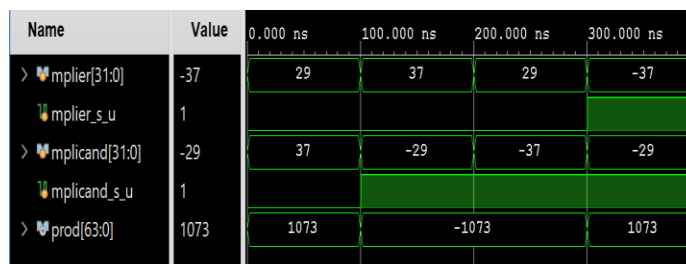 Name Value 0.000 ns 100.000 ns 200.000 ns 300.000 ns
mplier[31:0] -37 29 37 29 -37
mplier_s_u 1
mplicand[31:0] -29 37 -29 -37 -29
mplicand_s_u 1
prod[63:0] 1073 1073 -1073 1073